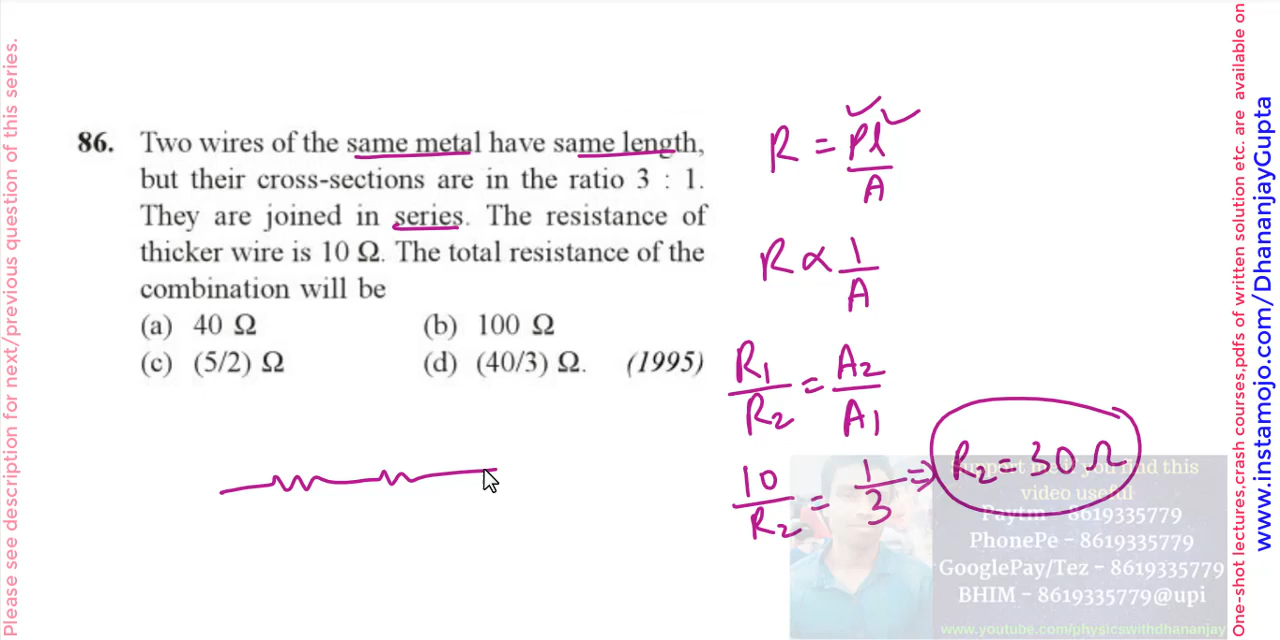 Please see description for next/previous question of this series.
86. Two wires of the same metal have same length,
but their cross-sections are in the ratio 3 : 1.
They are joined in series. The resistance of
thicker wire is 10 Ω. The total resistance of the
combination will be
(a) 40 Ω (b) 100 Ω
(c) (5/2) Ω (d) (40/3) Ω. (1995)
R = ρl/A
R ∝ 1/A
R1/R2 = A2/A1
10/R2 = 1/3 ⇒ R2 = 30 Ω
find this
video useful
Paytm - 8619335779
PhonePe - 8619335779
GooglePay/Tez - 8619335779
BHIM - 8619335779@upi
www.youtube.com/physicswithdhananjay
One-shot lectures,crash courses,pdfs of written solution etc. are available on
www.instamojo.com/DhananjayGupta